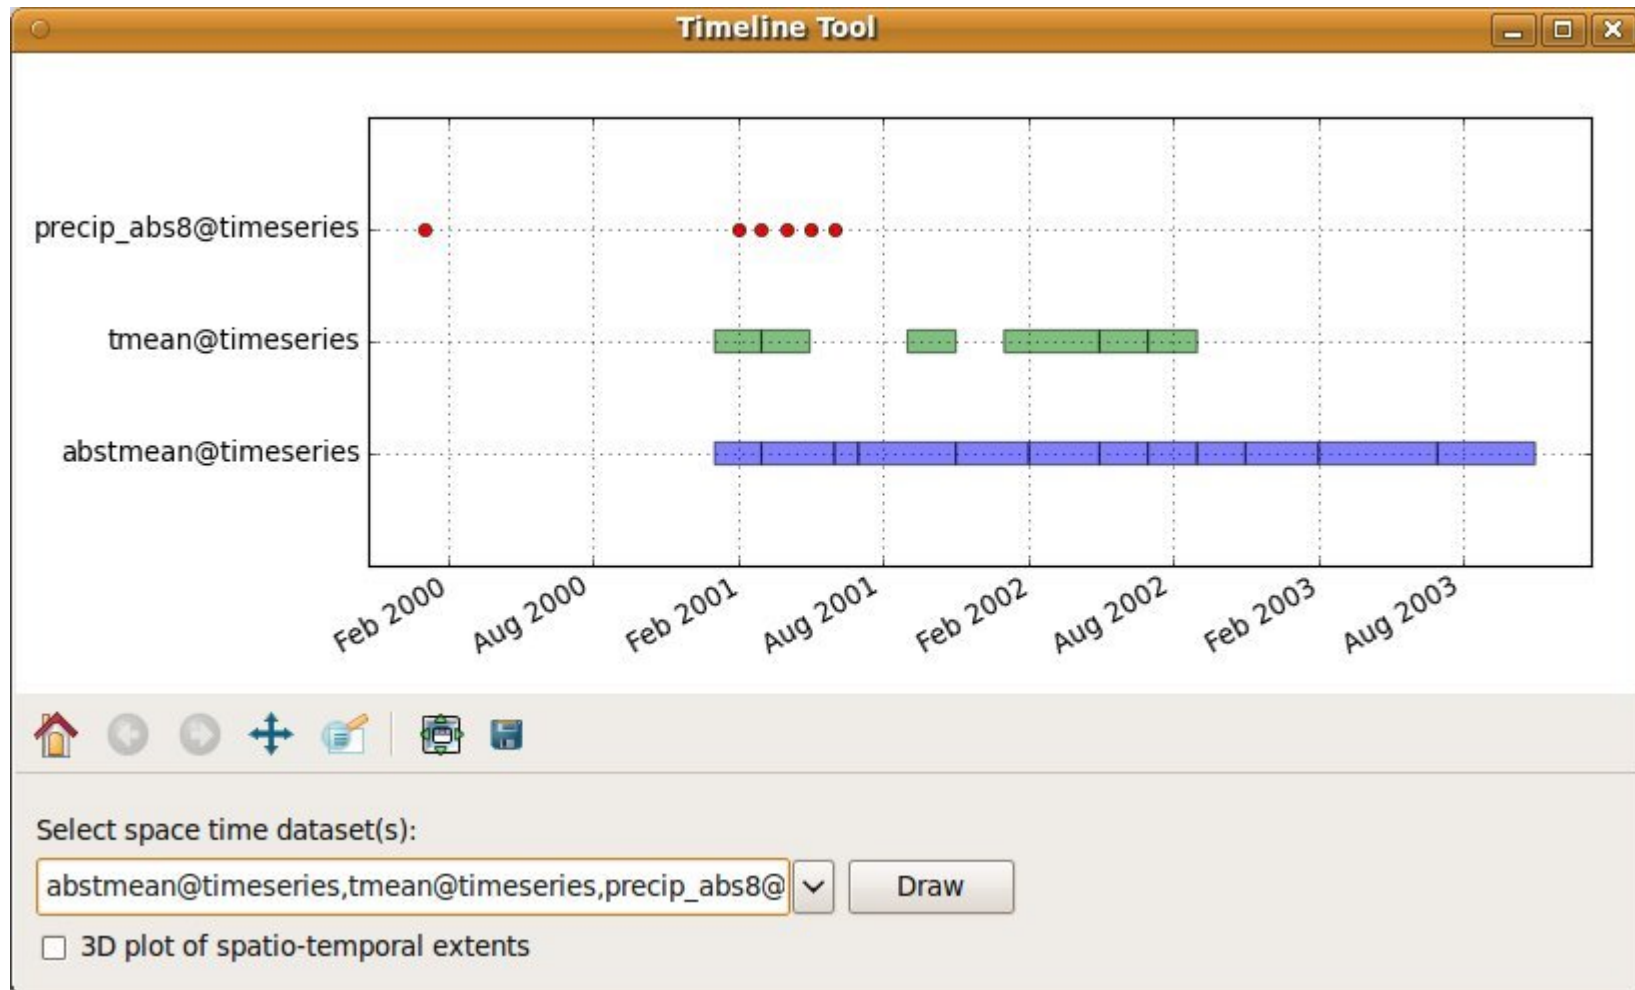 Timeline Tool
precip_abs8@timeseries
tmean@timeseries
abstmean@timeseries
Feb 2000
Aug 2000
Feb 2001
Aug 2001
Feb 2002
Aug 2002
Feb 2003
Aug 2003
Select space time dataset(s):
abstmean@timeseries,tmean@timeseries,precip_abs8@
Draw
3D plot of spatio-temporal extents